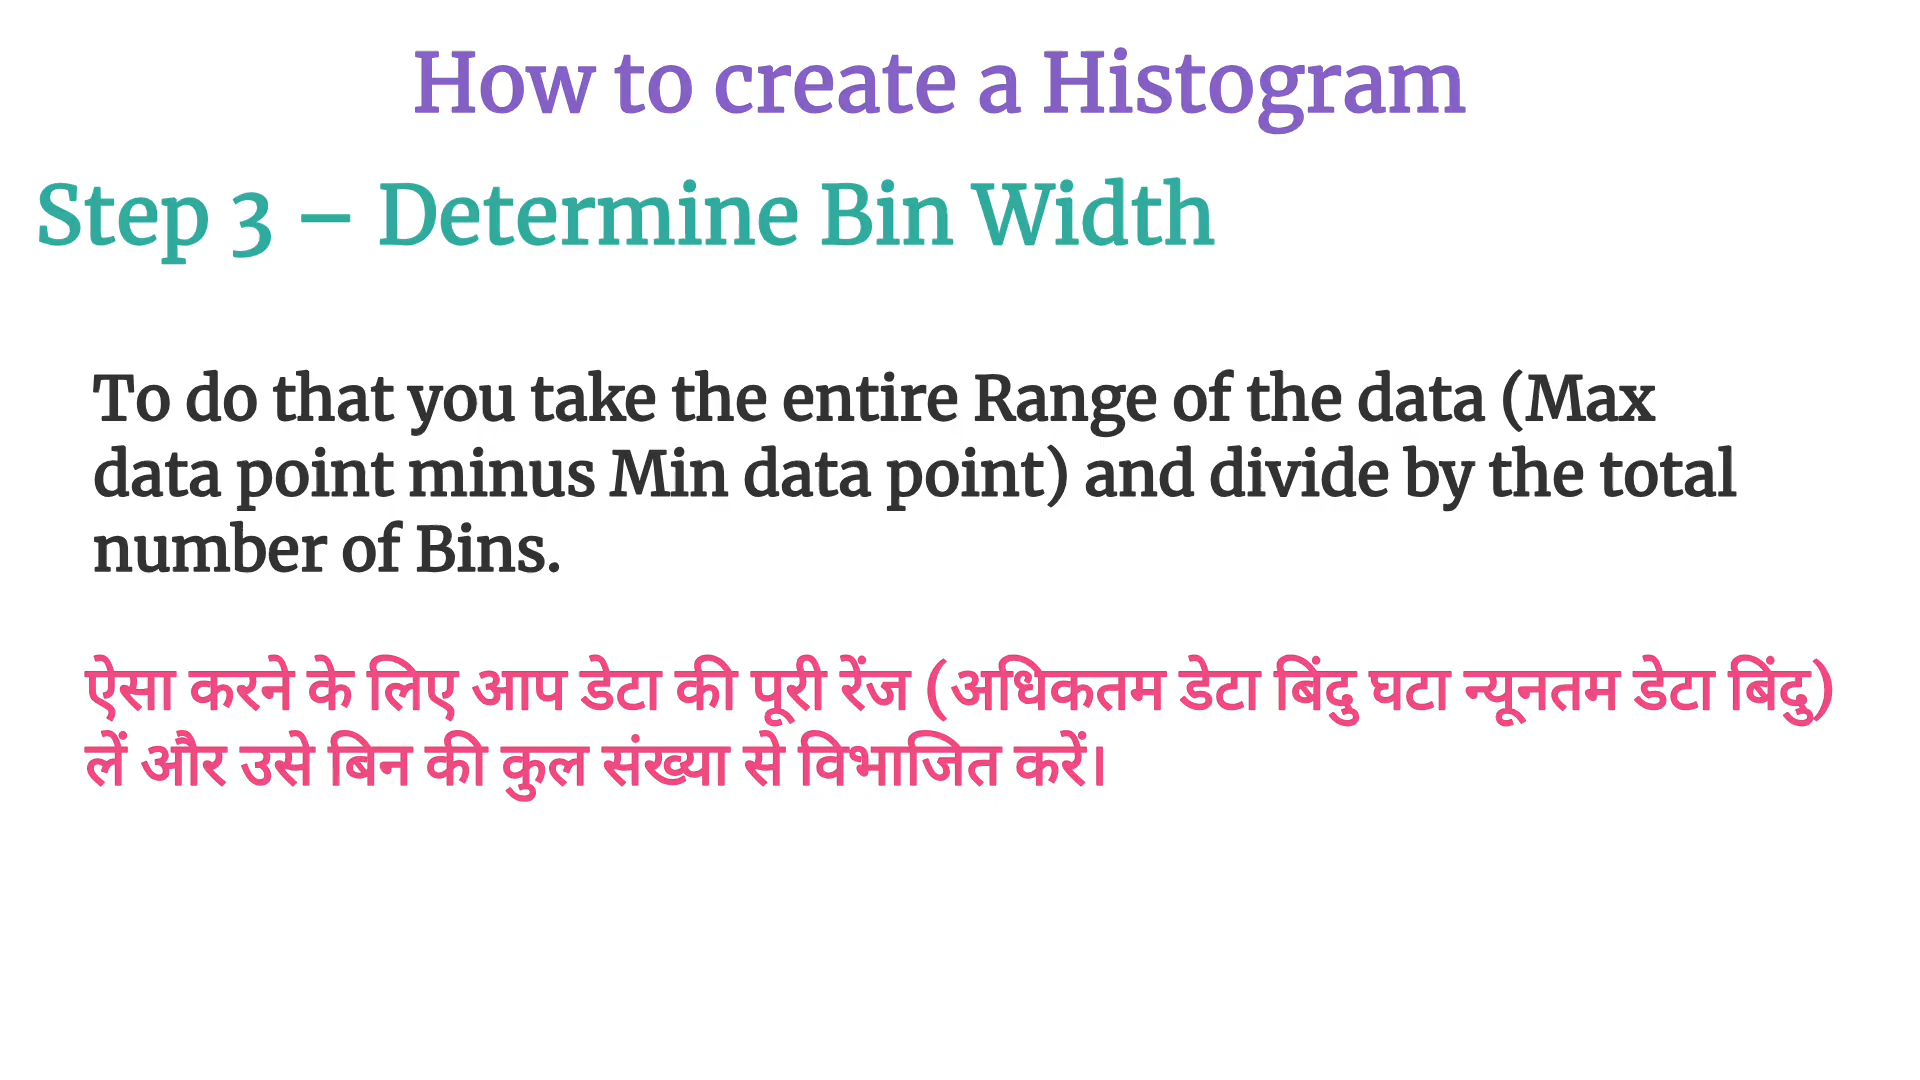 How to create a Histogram
Step 3 – Determine Bin Width
To do that you take the entire Range of the data (Max
data point minus Min data point) and divide by the total
number of Bins.
ऐसा करने के लिए आप डेटा की पूरी रेंज (अधिकतम डेटा बिंदु घटा न्यूनतम डेटा बिंदु)
लें और उसे बिन की कुल संख्या से विभाजित करें।